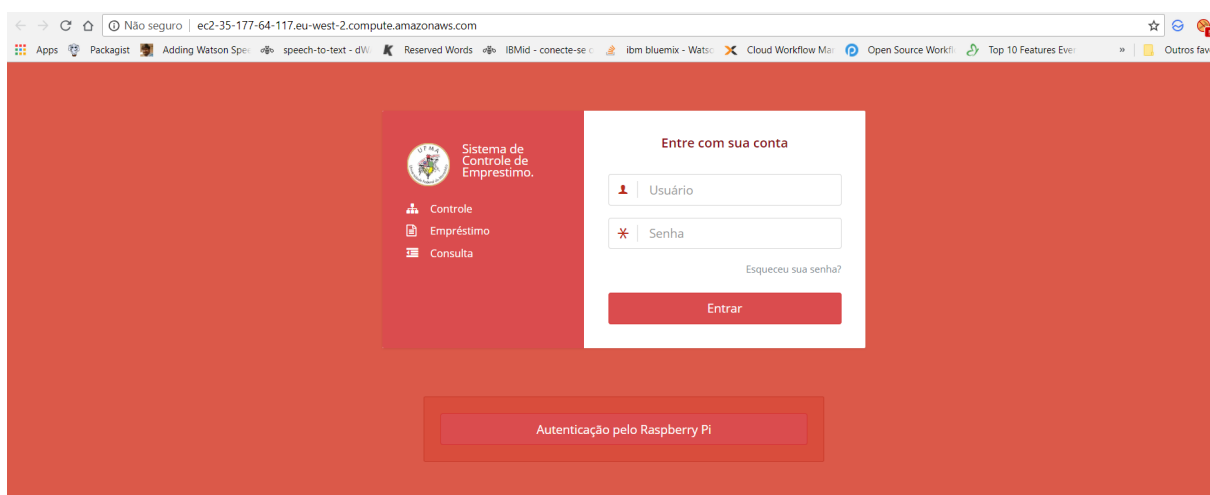 Não seguro | ec2-35-177-64-117.eu-west-2.compute.amazonaws.com
Apps Packagist Adding Watson Spe speech-to-text - dW Reserved Words IBMid - conecte-se c ibm bluemix - Wats Cloud Workflow Ma Open Source Workfl Top 10 Features Ever » Outros fav
UFMA
Sistema de
Controle de
Emprestimo.
Controle
Empréstimo
Consulta
Entre com sua conta
Usuário
Senha
Esqueceu sua senha?
Entrar
Autenticação pelo Raspberry Pi